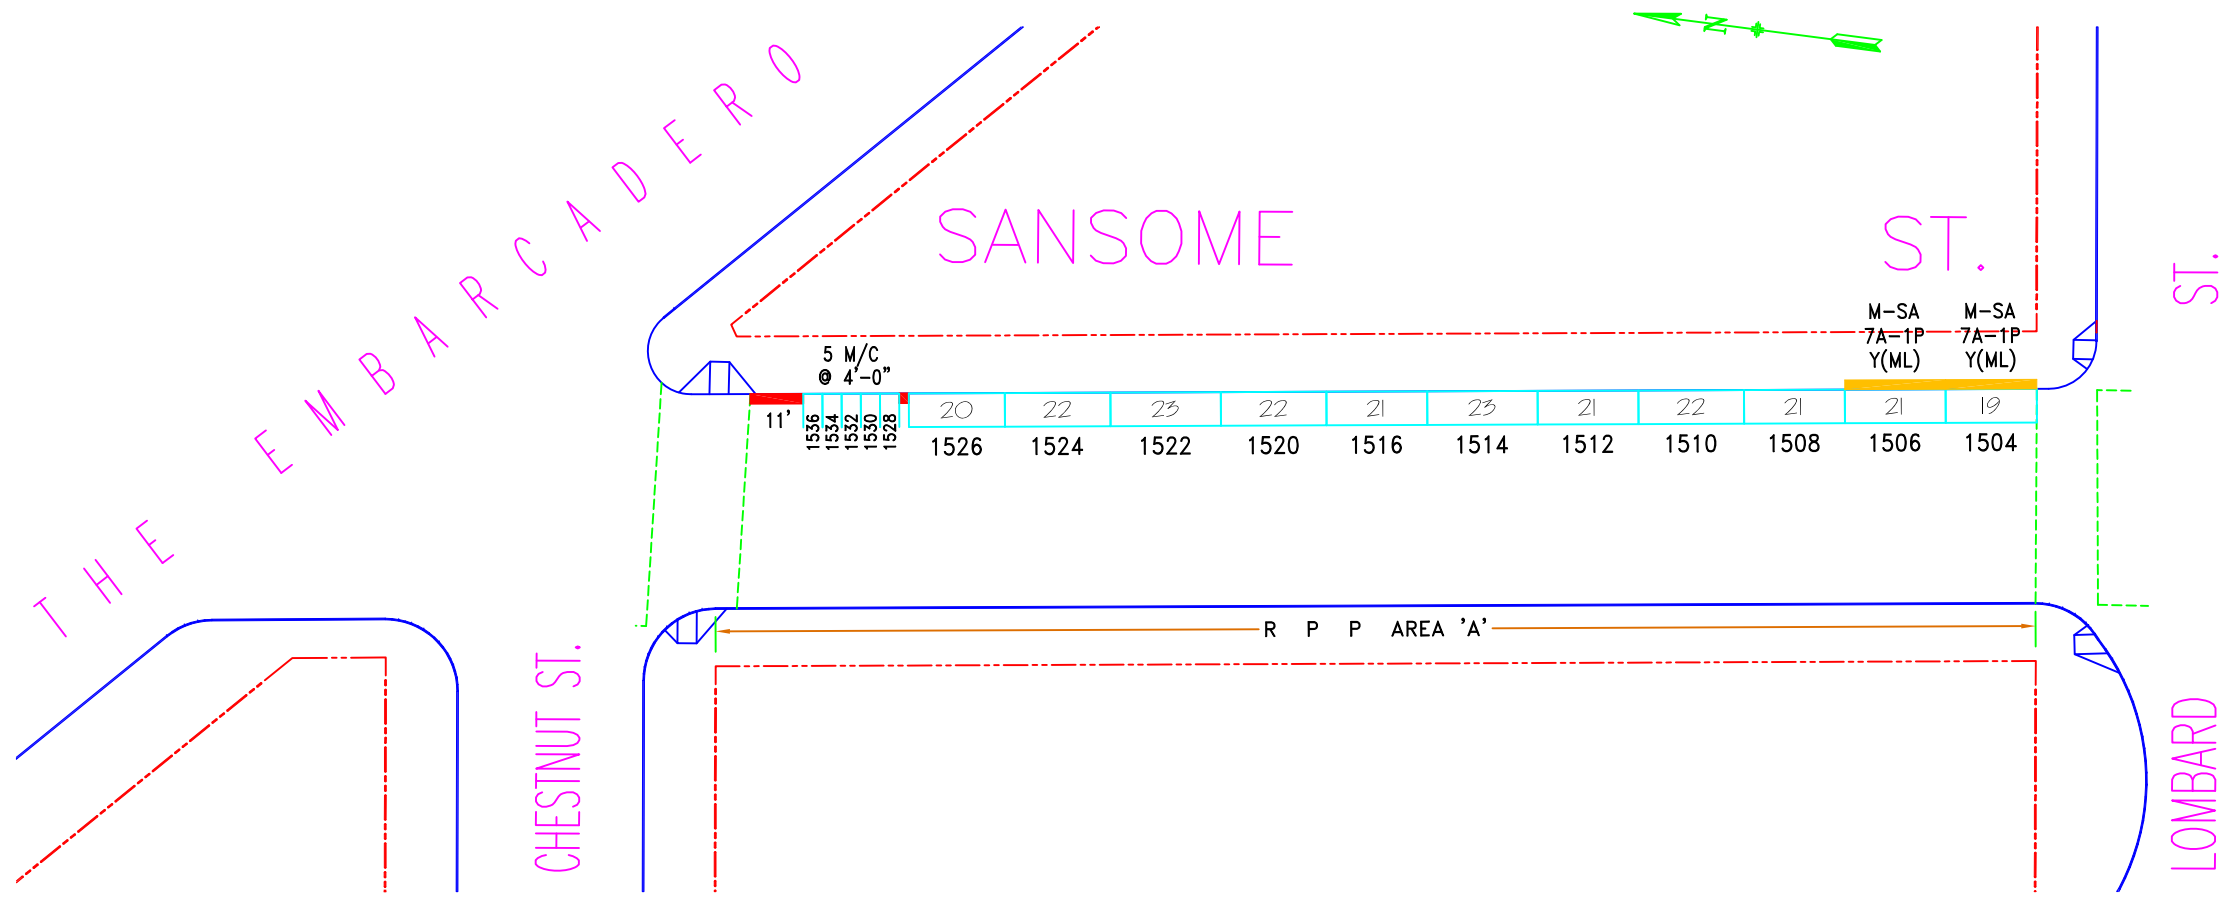 N
THE EMBARCADERO
SANSOME ST.
ST.
M-SA M-SA
7A-1P 7A-1P
Y(ML) Y(ML)
5 M/C
@ 4'-0"
11' 1536 1534 1532 1530 1528
20 22 23 22 21 23 21 22 21 21 19
1526 1524 1522 1520 1516 1514 1512 1510 1508 1506 1504
R P P AREA 'A'
CHESTNUT ST.
LOMBARD